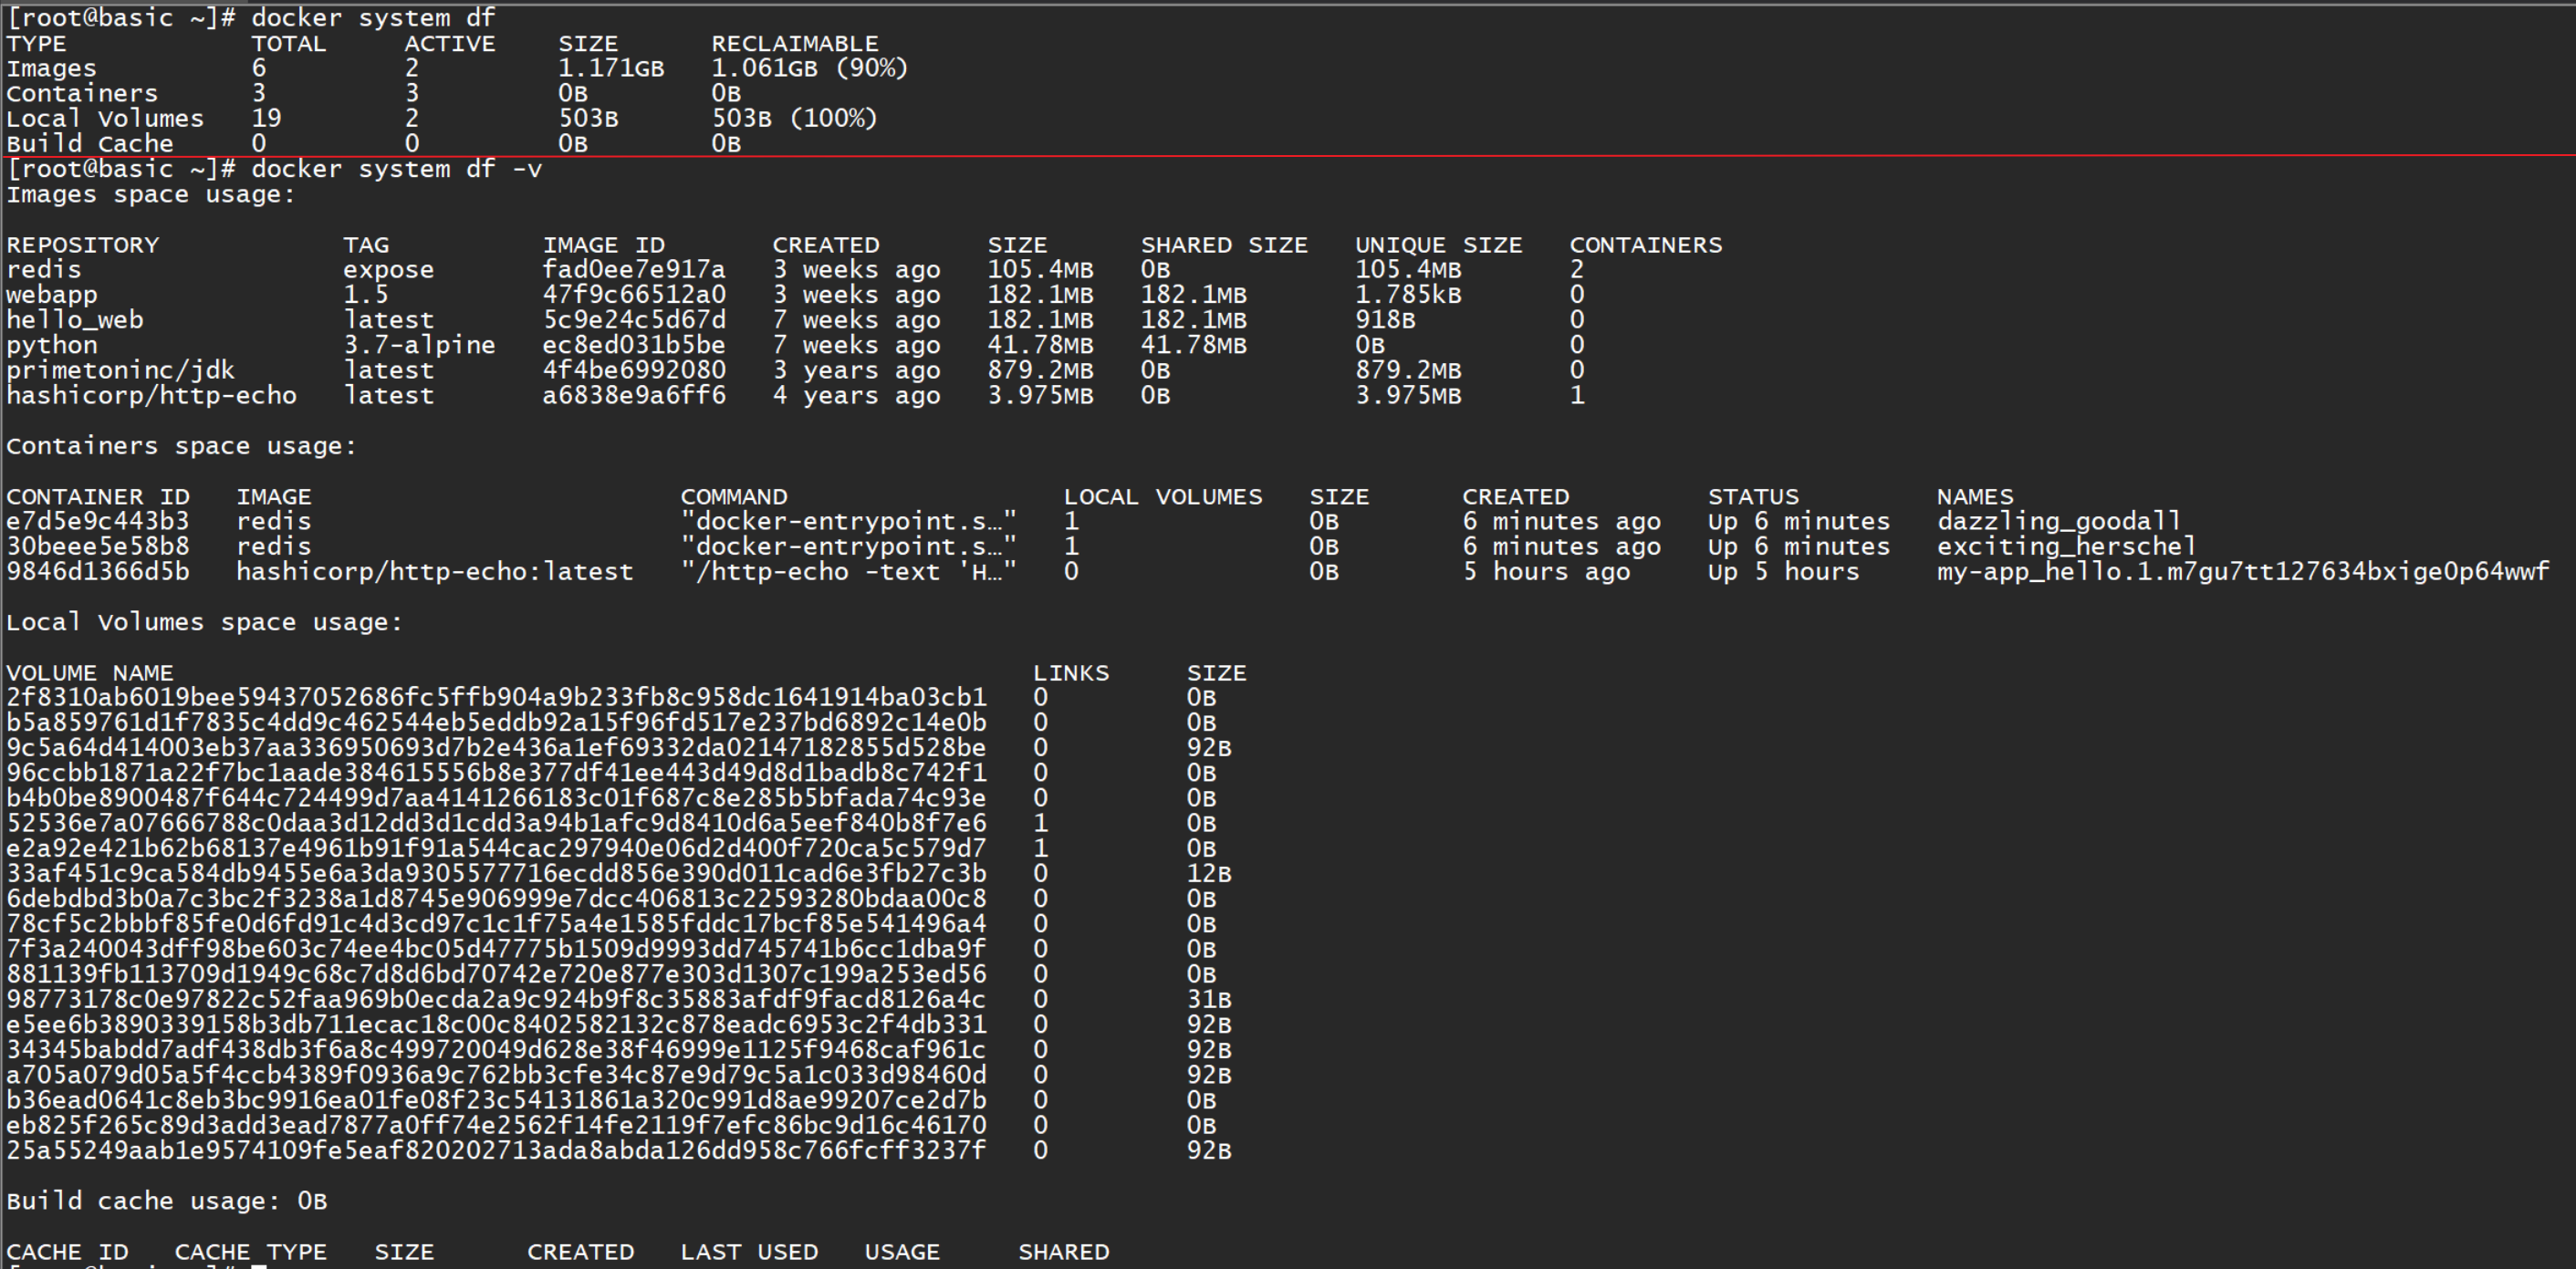 [root@basic ~]# docker system df
TYPE            TOTAL     ACTIVE    SIZE      RECLAIMABLE
Images          6         2         1.171GB   1.061GB (90%)
Containers      3         3         0B        0B
Local Volumes   19        2         503B      503B (100%)
Build Cache     0         0         0B        0B
[root@basic ~]# docker system df -v
Images space usage:
REPOSITORY            TAG          IMAGE ID       CREATED       SIZE      SHARED SIZE   UNIQUE SIZE   CONTAINERS
redis                 expose       fad0ee7e917a   3 weeks ago   105.4MB   0B            105.4MB       2
webapp                1.5          47f9c66512a0   3 weeks ago   182.1MB   182.1MB       1.785kB       0
hello_web             latest       5c9e24c5d67d   7 weeks ago   182.1MB   182.1MB       918B          0
python                3.7-alpine   ec8ed031b5be   7 weeks ago   41.78MB   41.78MB       0B            0
primetoninc/jdk       latest       4f4be6992080   3 years ago   879.2MB   0B            879.2MB       0
hashicorp/http-echo   latest       a6838e9a6ff6   4 years ago   3.975MB   0B            3.975MB       1
Containers space usage:
CONTAINER ID   IMAGE                        COMMAND                  LOCAL VOLUMES   SIZE      CREATED         STATUS         NAMES
e7d5e9c443b3   redis                        "docker-entrypoint.s…"   1               0B        6 minutes ago   Up 6 minutes   dazzling_goodall
30beee5e58b8   redis                        "docker-entrypoint.s…"   1               0B        6 minutes ago   Up 6 minutes   exciting_herschel
9846d1366d5b   hashicorp/http-echo:latest   "/http-echo -text 'H…"   0               0B        5 hours ago     Up 5 hours     my-app_hello.1.m7gu7tt127634bxige0p64wwf
Local Volumes space usage:
VOLUME NAME                                                        LINKS     SIZE
2f8310ab6019bee59437052686fc5ffb904a9b233fb8c958dc1641914ba03cb1   0         0B
b5a859761d1f7835c4dd9c462544eb5eddb92a15f96fd517e237bd6892c14e0b   0         0B
9c5a64d414003eb37aa336950693d7b2e436a1ef69332da02147182855d528be   0         92B
96ccbb1871a22f7bc1aade384615556b8e377df41ee443d49d8d1badb8c742f1   0         0B
b4b0be8900487f644c724499d7aa4141266183c01f687c8e285b5bfada74c93e   0         0B
52536e7a07666788c0daa3d12dd3d1cdd3a94b1afc9d8410d6a5eef840b8f7e6   1         0B
e2a92e421b62b68137e4961b91f91a544cac297940e06d2d400f720ca5c579d7   1         0B
33af451c9ca584db9455e6a3da9305577716ecdd856e390d011cad6e3fb27c3b   0         12B
6debdbd3b0a7c3bc2f3238a1d8745e906999e7dcc406813c22593280bdaa00c8   0         0B
78cf5c2bbbf85fe0d6fd91c4d3cd97c1c1f75a4e1585fddc17bcf85e541496a4   0         0B
7f3a240043dff98be603c74ee4bc05d47775b1509d9993dd745741b6cc1dba9f   0         0B
881139fb113709d1949c68c7d8d6bd70742e720e877e303d1307c199a253ed56   0         0B
98773178c0e97822c52faa969b0ecda2a9c924b9f8c35883afdf9facd8126a4c   0         31B
e5ee6b3890339158b3db711ecac18c00c8402582132c878eadc6953c2f4db331   0         92B
34345babdd7adf438db3f6a8c499720049d628e38f46999e1125f9468caf961c   0         92B
a705a079d05a5f4ccb4389f0936a9c762bb3cfe34c87e9d79c5a1c033d98460d   0         92B
b36ead0641c8eb3bc9916ea01fe08f23c54131861a320c991d8ae99207ce2d7b   0         0B
eb825f265c89d3add3ead7877a0ff74e2562f14fe2119f7efc86bc9d16c46170   0         0B
25a55249aab1e9574109fe5eaf820202713ada8abda126dd958c766fcff3237f   0         92B
Build cache usage: 0B
CACHE ID   CACHE TYPE   SIZE      CREATED   LAST USED   USAGE     SHARED